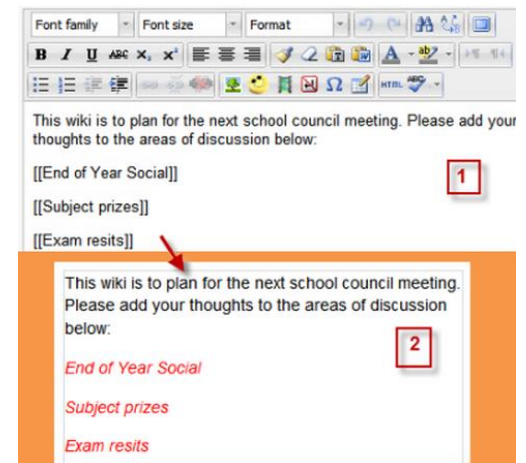 Font family Font size Format
B I U ABC X₂ X² A ab
HTML
This wiki is to plan for the next school council meeting. Please add your
thoughts to the areas of discussion below:
[[End of Year Social]]
1
[[Subject prizes]]
[[Exam resits]]
This wiki is to plan for the next school council meeting.
Please add your thoughts to the areas of discussion
below:
2
End of Year Social
Subject prizes
Exam resits